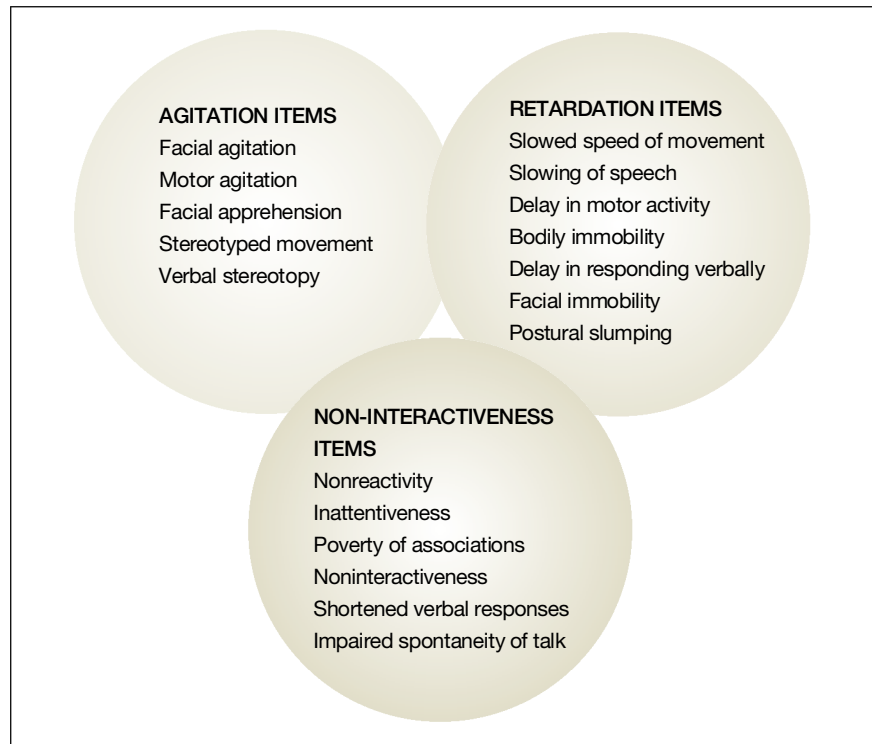 AGITATION ITEMS
Facial agitation
Motor agitation
Facial apprehension
Stereotyped movement
Verbal stereotopy
RETARDATION ITEMS
Slowed speed of movement
Slowing of speech
Delay in motor activity
Bodily immobility
Delay in responding verbally
Facial immobility
Postural slumping
NON-INTERACTIVENESS
ITEMS
Nonreactivity
Inattentiveness
Poverty of associations
Noninteractiveness
Shortened verbal responses
Impaired spontaneity of talk